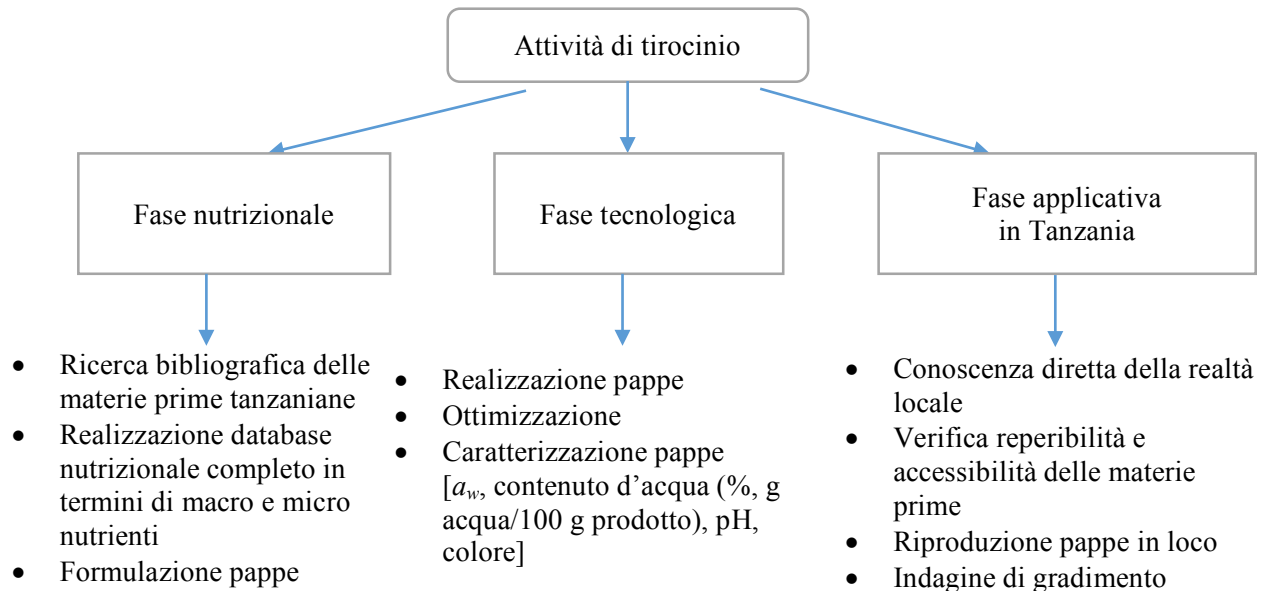 Attività di tirocinio
Fase nutrizionale
Fase tecnologica
Fase applicativa
in Tanzania
• Ricerca bibliografica delle
materie prime tanzaniane
• Realizzazione database
nutrizionale completo in
termini di macro e micro
nutrienti
• Formulazione pappe
• Realizzazione pappe
• Ottimizzazione
• Caratterizzazione pappe
[aw, contenuto d’acqua (%, g
acqua/100 g prodotto), pH,
colore]
• Conoscenza diretta della realtà
locale
• Verifica reperibilità e
accessibilità delle materie
prime
• Riproduzione pappe in loco
• Indagine di gradimento